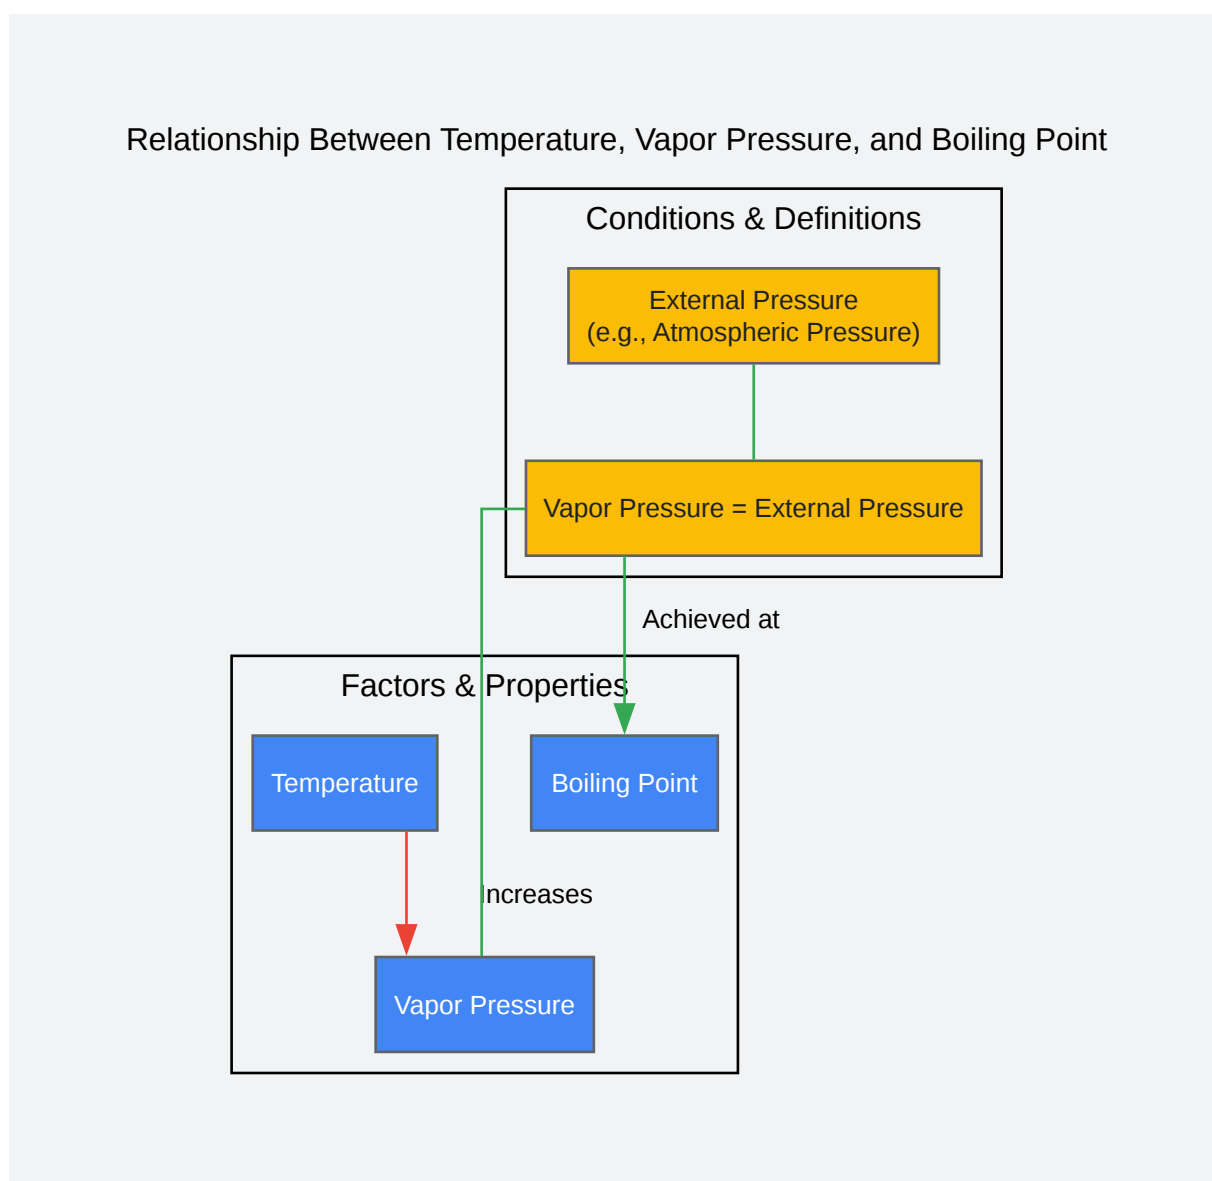 Relationship Between Temperature, Vapor Pressure, and Boiling Point
Conditions & Definitions
External Pressure
(e.g., Atmospheric Pressure)
Vapor Pressure = External Pressure
Achieved at
Factors & Properties
Temperature
Boiling Point
Increases
Vapor Pressure